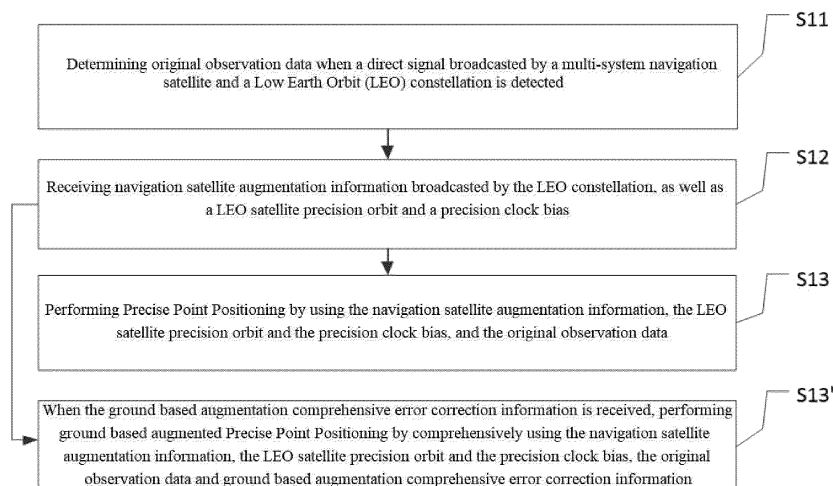 S11
Determining original observation data when a direct signal broadcasted by a multi-system navigation
satellite and a Low Earth Orbit (LEO) constellation is detected
S12
Receiving navigation satellite augmentation information broadcasted by the LEO constellation, as well as
a LEO satellite precision orbit and a precision clock bias
S13
Performing Precise Point Positioning by using the navigation satellite augmentation information, the LEO
satellite precision orbit and the precision clock bias, and the original observation data
S13'
When the ground based augmentation comprehensive error correction information is received, performing
ground based augmented Precise Point Positioning by comprehensively using the navigation satellite
augmentation information, the LEO satellite precision orbit and the precision clock bias, the original
observation data and ground based augmentation comprehensive error correction information